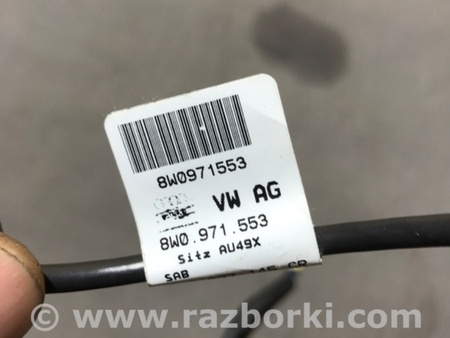 8W0971553
VW AG
8W0.971.553
Sitz AU49X
SAB
© www.razborki.com